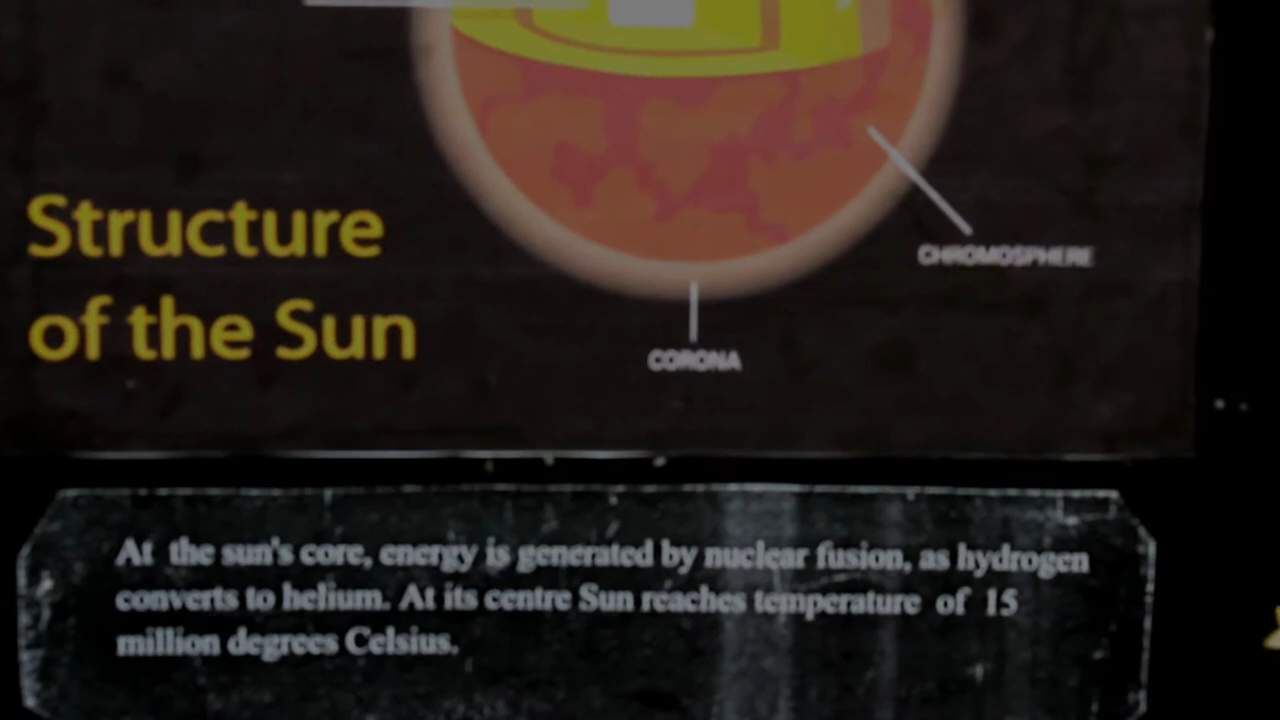 Structure
of the Sun
CHROMOSPHERE
CORONA
At the sun's core, energy is generated by nuclear fusion, as hydrogen
converts to helium. At its centre Sun reaches temperature of 15
million degrees Celsius.